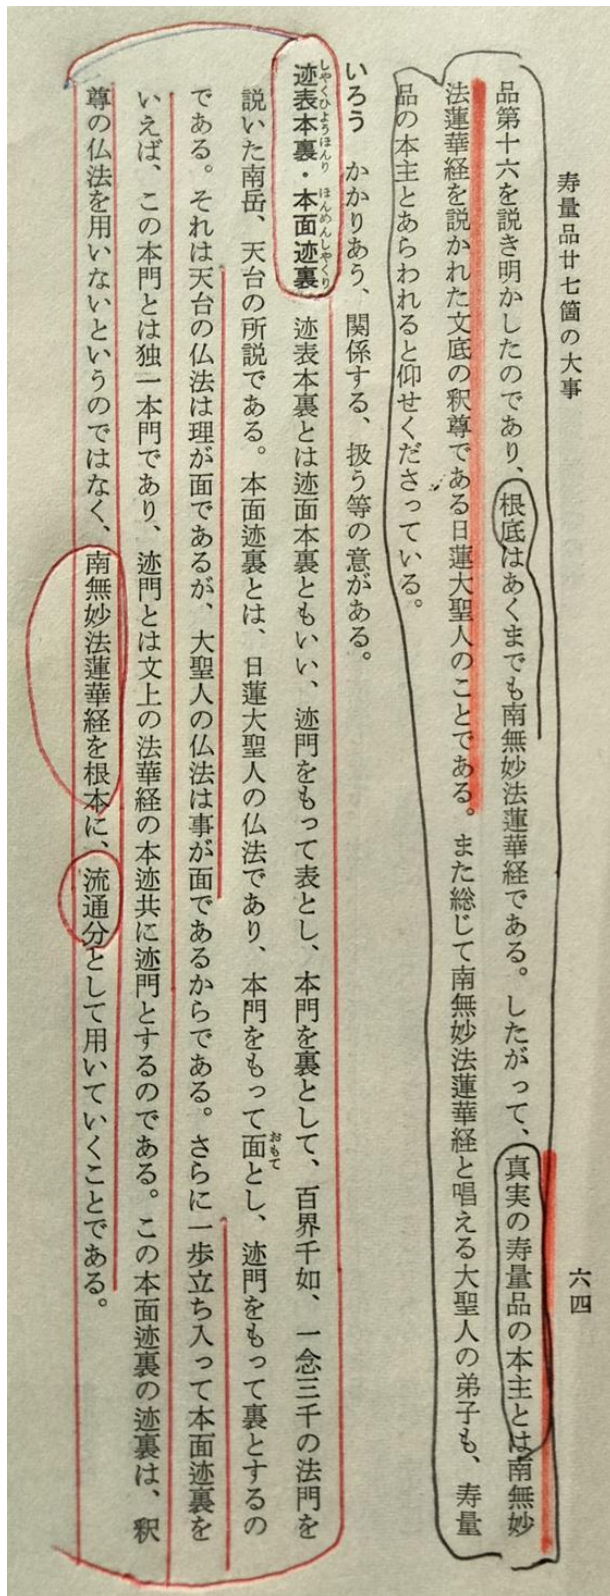 寿量品廿七箇の大事
六四
品第十六を説き明かしたのであり、根底はあくまでも南無妙法蓮華経である。したがって、真実の寿量品の本主とは南無妙
法蓮華経を説かれた文底の釈尊である日蓮大聖人のことである。また総じて南無妙法蓮華経と唱える大聖人の弟子も、寿量
品の本主とあらわれると仰せくださっている。
いろう　かかりあう、関係する、扱う等の意がある。
迹表本裏・本面迹裏　迹表本裏とは迹面本裏ともいい、迹門をもって表とし、本門を裏として、百界千如、一念三千の法門を
しゃくひょうほんり　ほんめんしゃくり
説いた南岳、天台の所説である。本面迹裏とは、日蓮大聖人の仏法であり、本門をもって面とし、迹門をもって裏とするの
おもて
である。それは天台の仏法は理が面であるが、大聖人の仏法は事が面であるからである。さらに一歩立ち入って本面迹裏を
いえば、この本門とは独一本門であり、迹門とは文上の法華経の本迹共に迹門とするのである。この本面迹裏の迹裏は、釈
尊の仏法を用いないというのではなく、南無妙法蓮華経を根本に、流通分として用いていくことである。